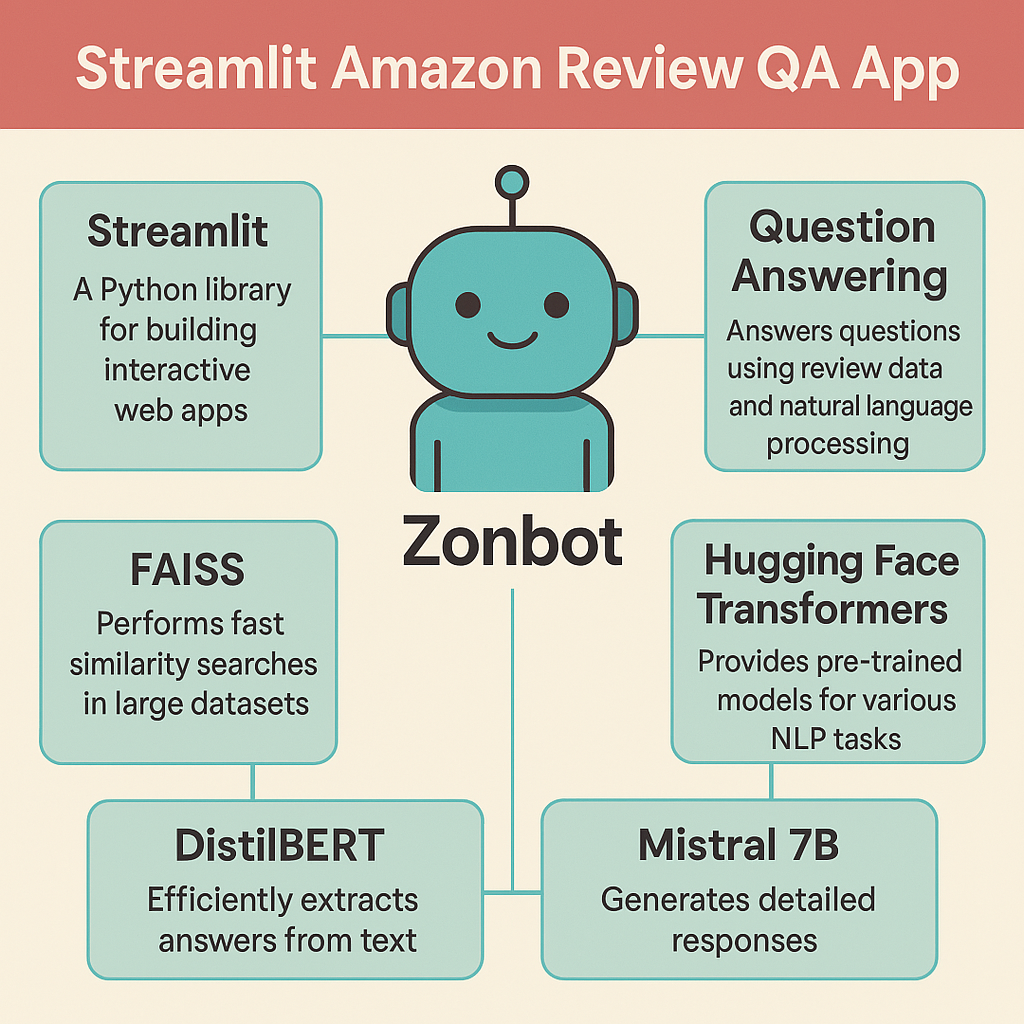 Streamlit Amazon Review QA App
Streamlit
A Python library
for building
interactive
web apps
Question
Answering
Answers questions
using review data
and natural language
processing
Zonbot
FAISS
Performs fast
similarity searches
in large datasets
Hugging Face
Transformers
Provides pre-trained
models for various
NLP tasks
DistilBERT
Efficiently extracts
answers from text
Mistral 7B
Generates detailed
responses